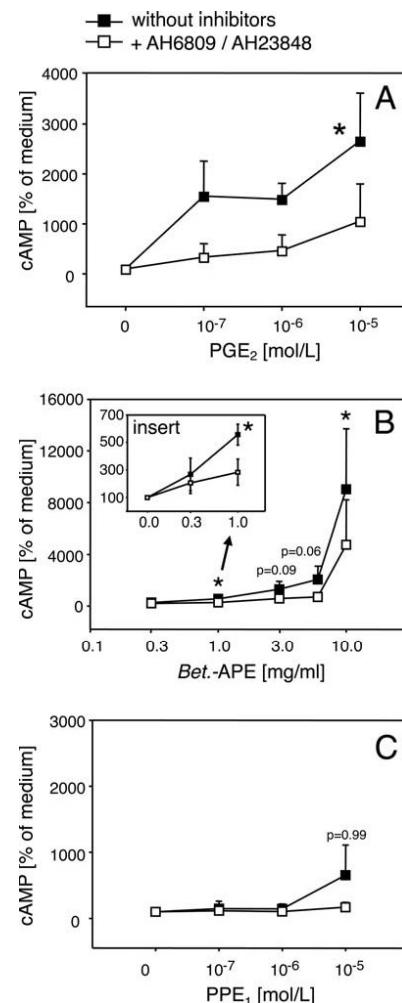 without inhibitors
+ AH6809 / AH23848
A
4000
3000
2000
1000
0
cAMP [% of medium]
*
0 10-7 10-6 10-5
PGE2 [mol/L]
B
16000
12000
8000
4000
0
cAMP [% of medium]
insert
700
500
300
100
*
0.0 0.3 1.0
*
p=0.09
p=0.06
*
0.1 0.3 1.0 3.0 10.0
Bet.-APE [mg/ml]
C
3000
2000
1000
0
cAMP [% of medium]
p=0.99
0 10-7 10-6 10-5
PPE1 [mol/L]